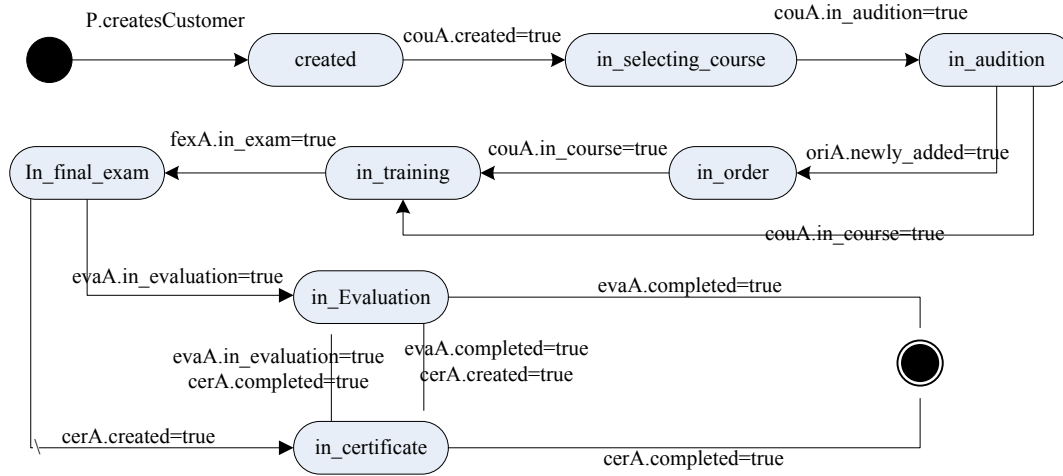 P.createsCustomer
couA.in_audition=true
couA.created=true
created
in_selecting_course
in_audition
fexA.in_exam=true
couA.in_course=true
oriA.newly_added=true
In_final_exam
in_training
in_order
couA.in_course=true
evaA.in_evaluation=true
in_Evaluation
evaA.completed=true
evaA.in_evaluation=true
cerA.completed=true
evaA.completed=true
cerA.created=true
cerA.created=true
in_certificate
cerA.completed=true